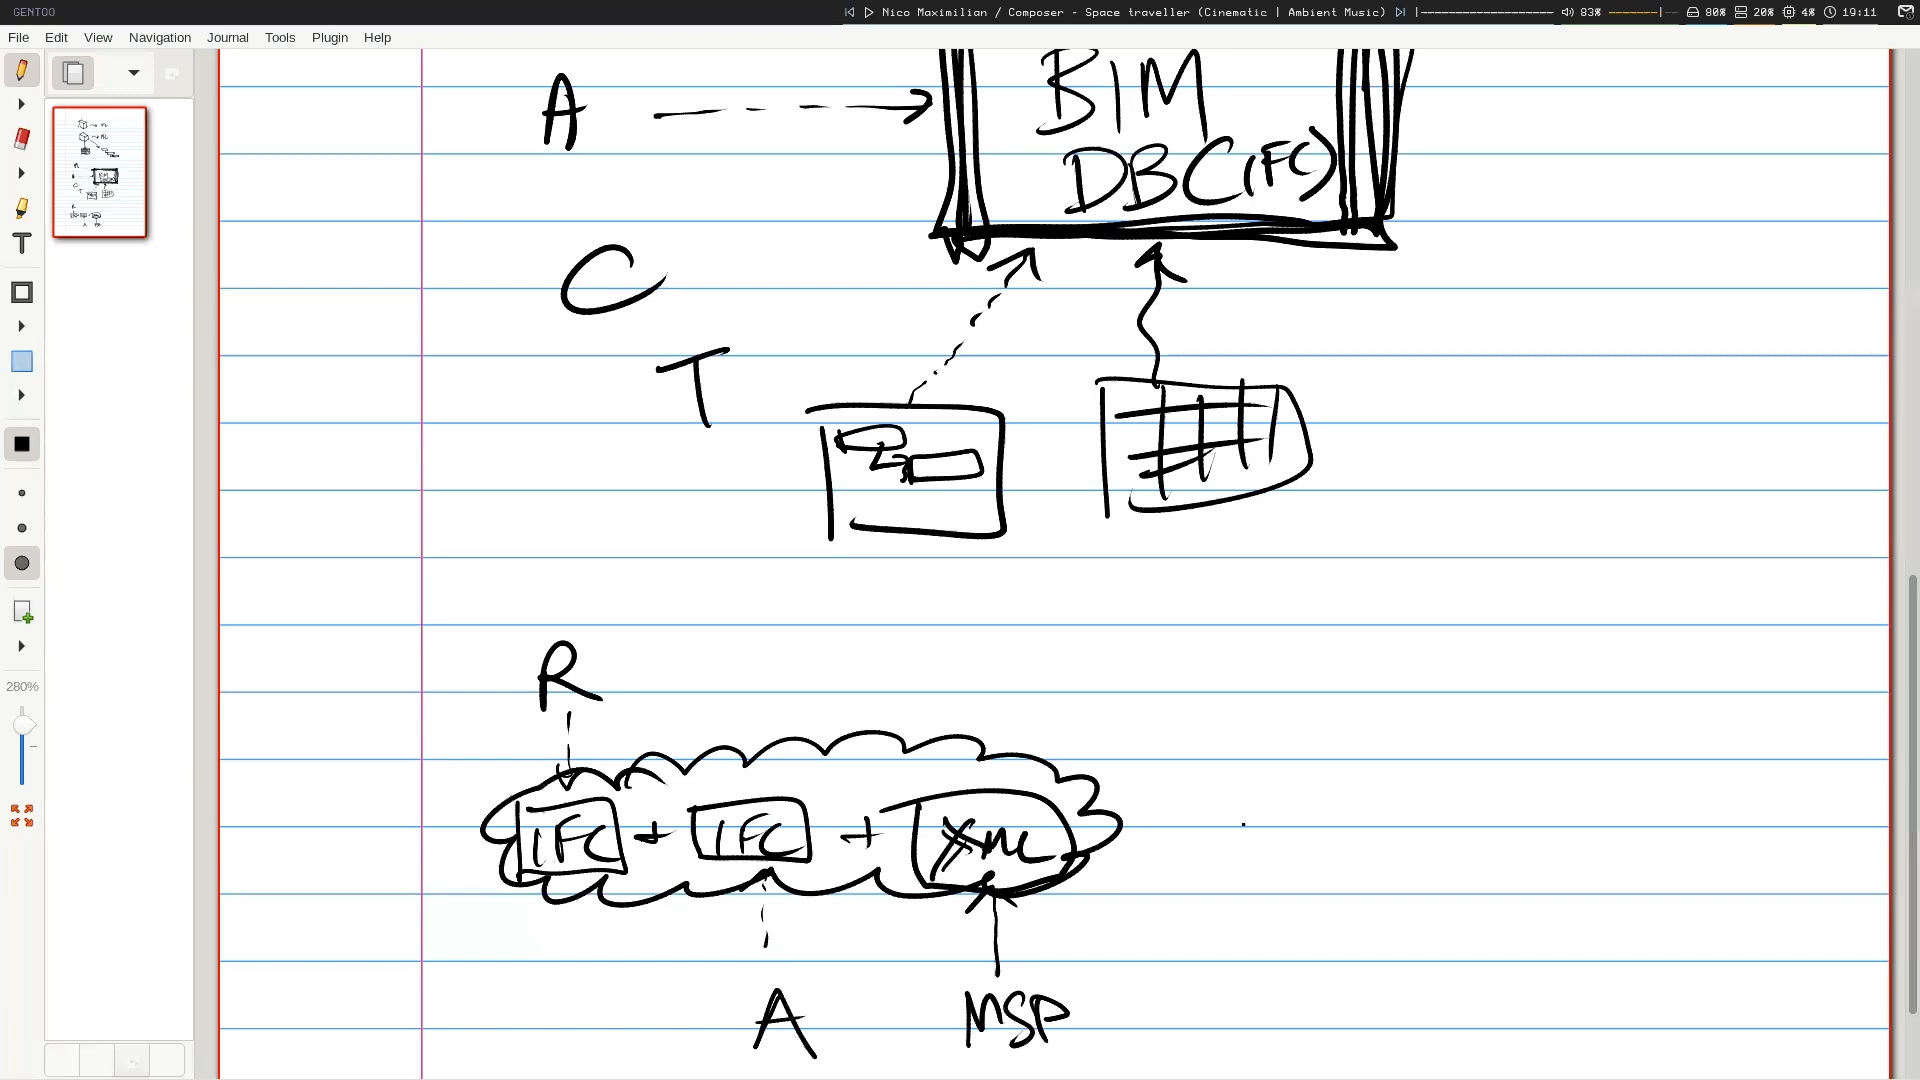 GENTOO
Nico Maximilian / Composer - Space traveller (Cinematic | Ambient Music)
83%
80%
20%
4%
19:11
File Edit View Navigation Journal Tools Plugin Help
280%
A
BIM
DBC(IFC)
C
T
R
IFC + IFC + XML
A
MSP